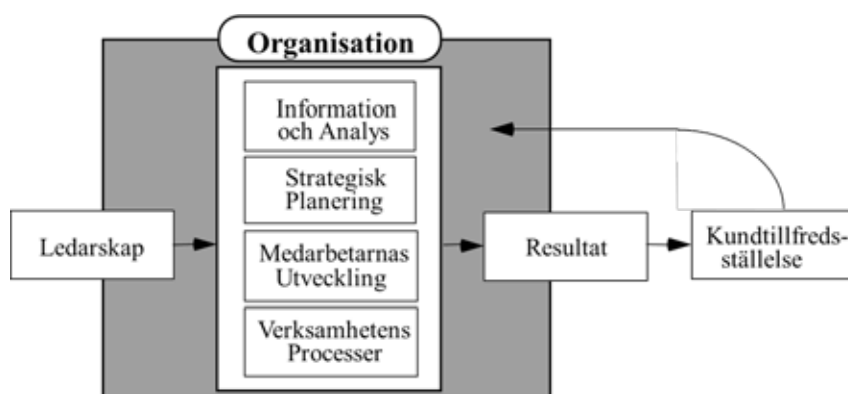 Organisation
Information
och Analys
Strategisk
Planering
Ledarskap
Medarbetarnas
Utveckling
Resultat
Kundtillfreds-
ställelse
Verksamhetens
Processer